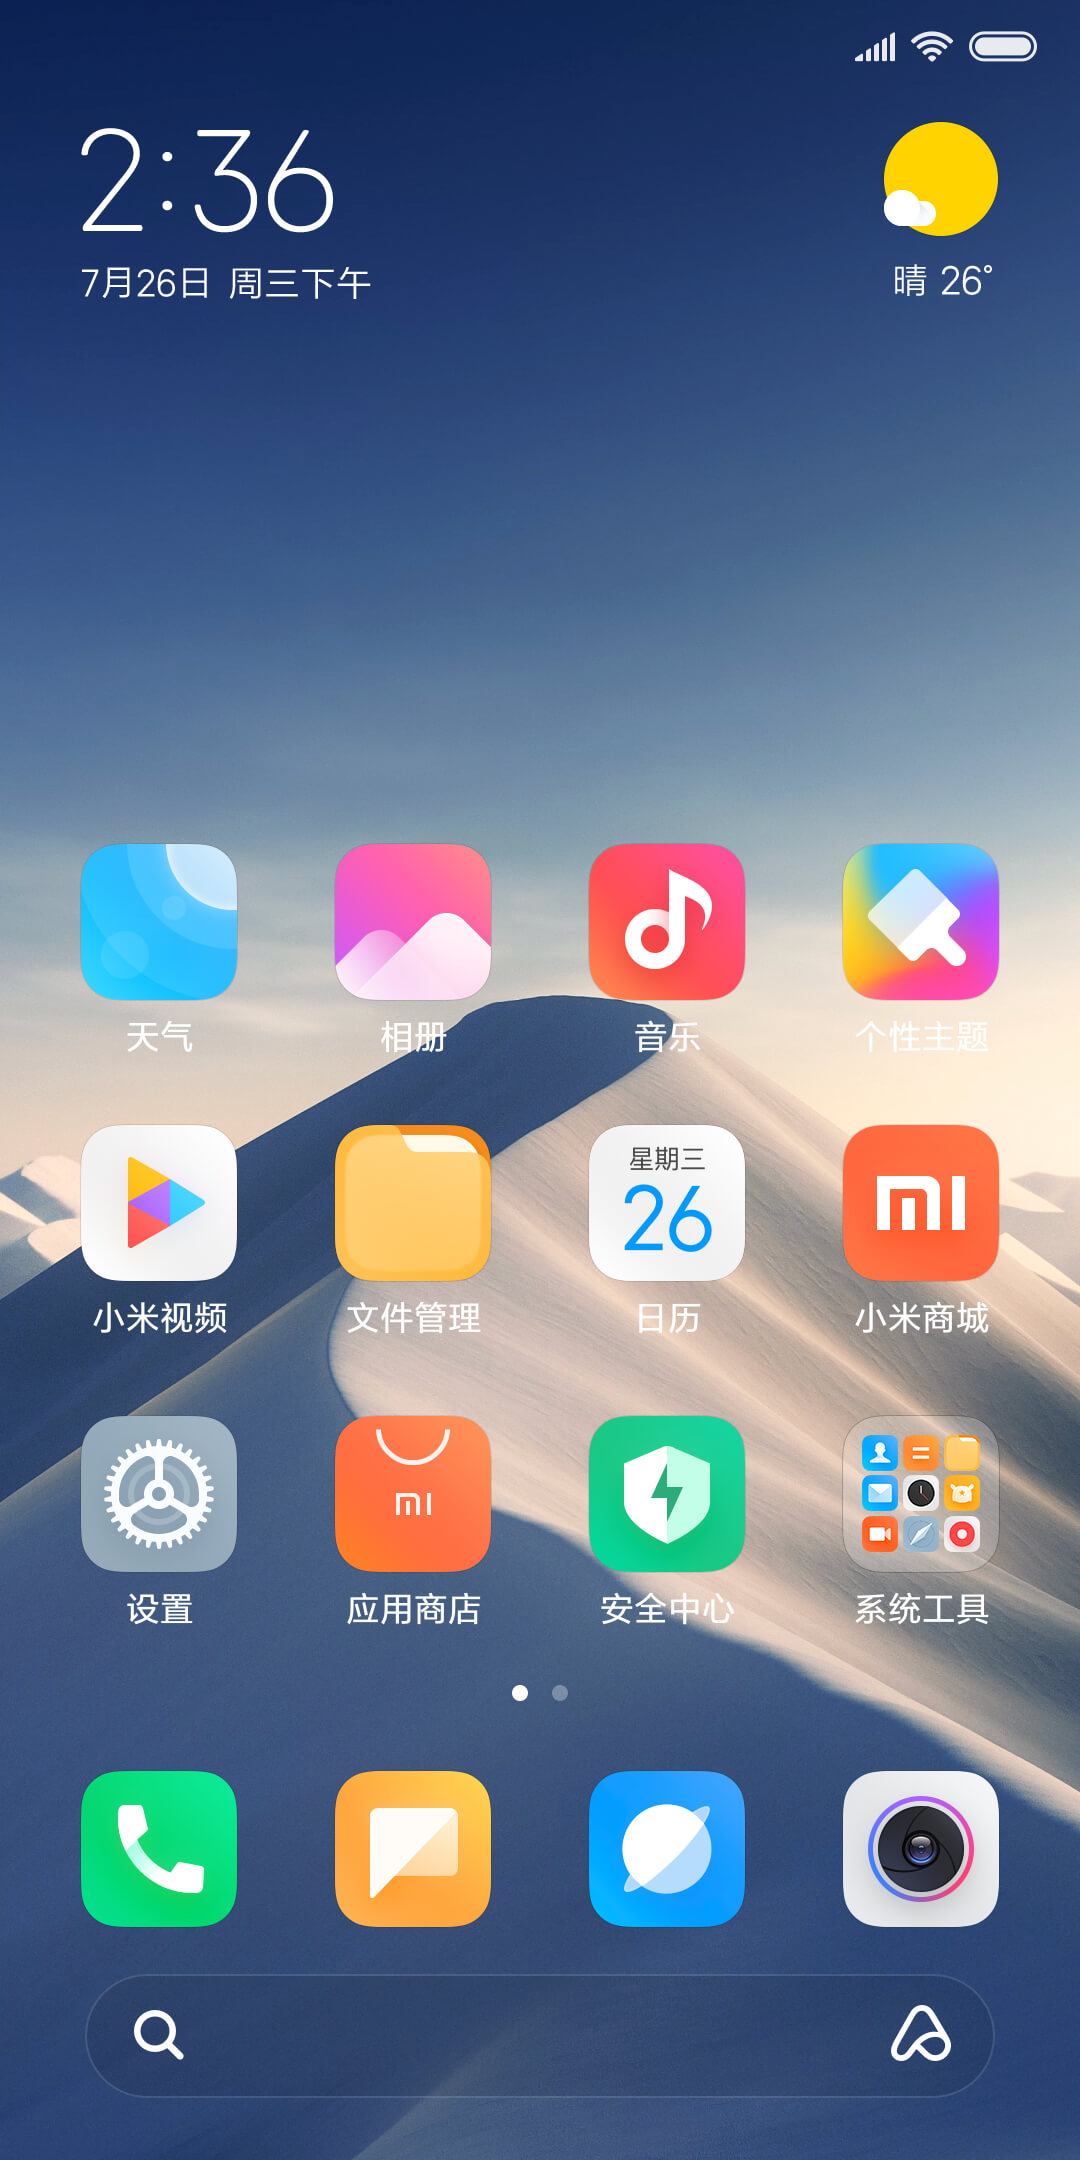 2:36
7月26日 周三下午
晴 26°
天气
相册
音乐
个性主题
星期三
26
mi
小米视频
文件管理
日历
小米商城
mi
设置
应用商店
安全中心
系统工具